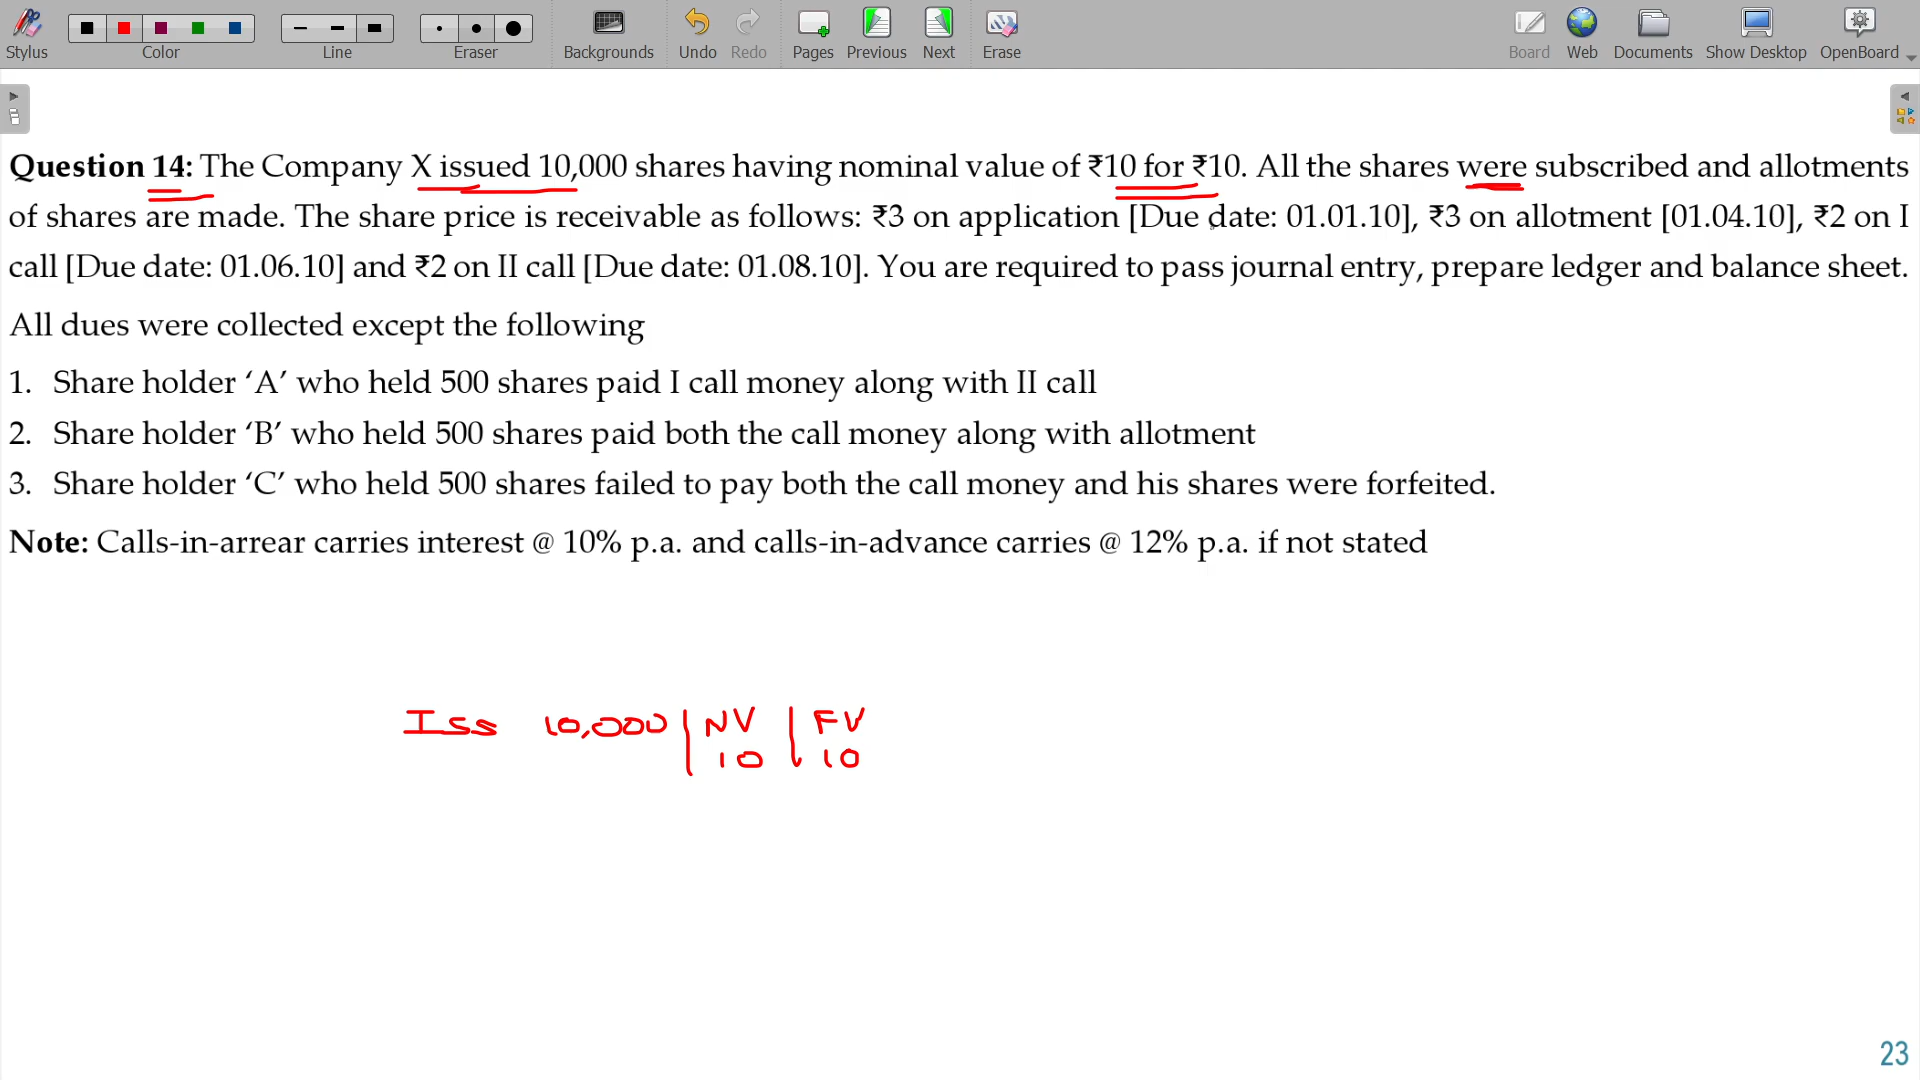 Stylus Color Line Eraser Backgrounds Undo Redo Pages Previous Next Erase Board Web Documents Show Desktop OpenBoard
Question 14: The Company X issued 10,000 shares having nominal value of ₹10 for ₹10. All the shares were subscribed and allotments
of shares are made. The share price is receivable as follows: ₹3 on application [Due date: 01.01.10], ₹3 on allotment [01.04.10], ₹2 on I
call [Due date: 01.06.10] and ₹2 on II call [Due date: 01.08.10]. You are required to pass journal entry, prepare ledger and balance sheet.
All dues were collected except the following
1. Share holder ‘A’ who held 500 shares paid I call money along with II call
2. Share holder ‘B’ who held 500 shares paid both the call money along with allotment
3. Share holder ‘C’ who held 500 shares failed to pay both the call money and his shares were forfeited.
Note: Calls-in-arrear carries interest @ 10% p.a. and calls-in-advance carries @ 12% p.a. if not stated
Iss 10,000 | NV | FV
10 10
23